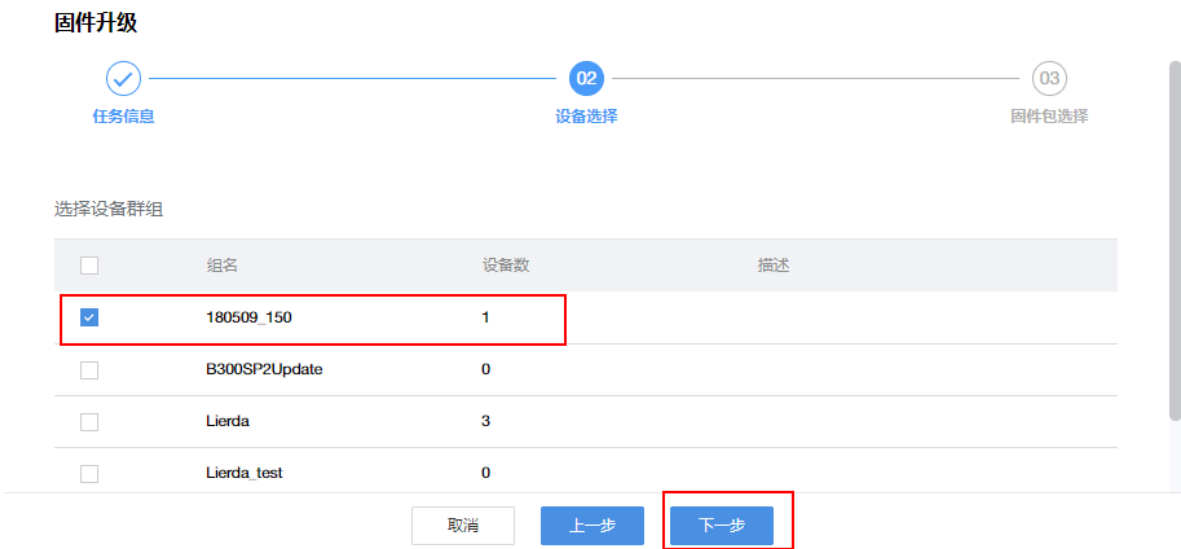 固件升级
02 03
任务信息 设备选择 固件包选择
选择设备群组
组名 设备数 描述
180509_150 1
B300SP2Update 0
Lierda 3
Lierda_test 0
取消 上一步 下一步